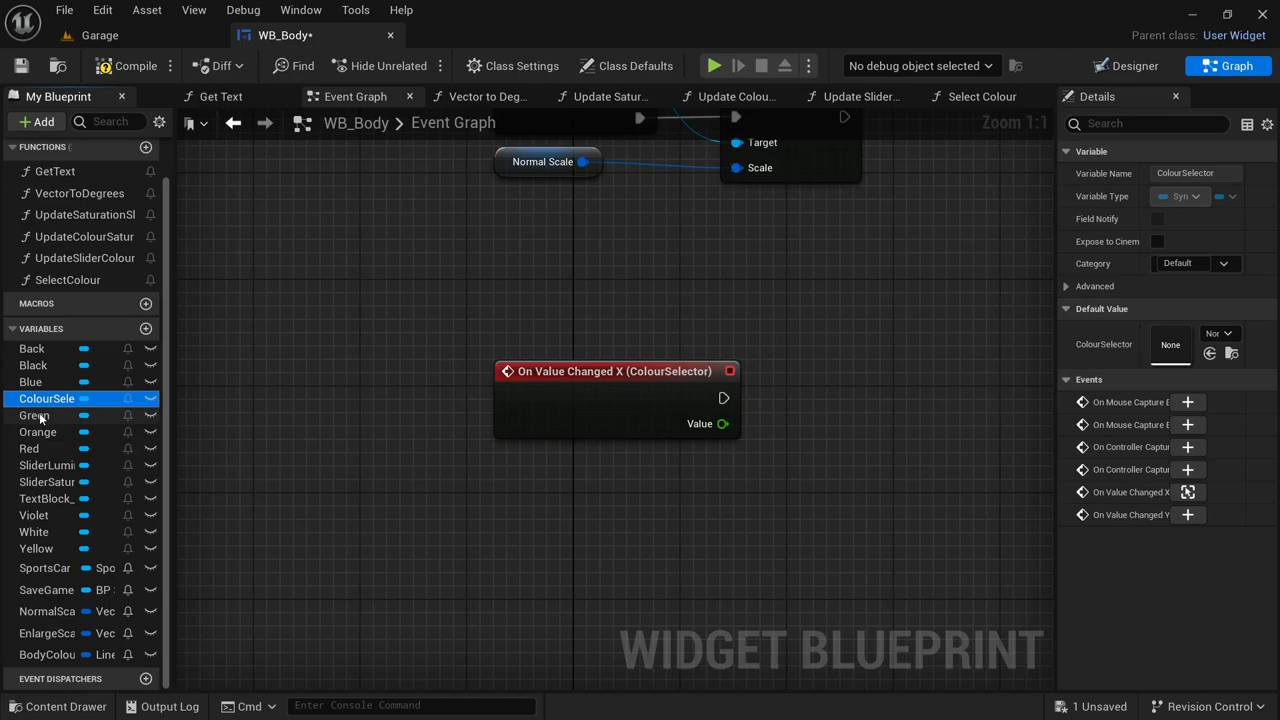 File Edit Asset View Debug Window Tools Help
Garage WB_Body* Parent class: User Widget
Compile Diff Find Hide Unrelated Class Settings Class Defaults No debug object selected Designer Graph
My Blueprint Get Text Event Graph Vector to Deg... Update Satur... Update Colou... Update Slider... Select Colour Details
Add Search WB_Body > Event Graph Zoom 1:1 Search
FUNCTIONS
GetText
VectorToDegrees
UpdateSaturationSl
UpdateColourSatur
UpdateSliderColour
SelectColour
MACROS
VARIABLES
Back
Black
Blue
ColourSele
Green
Orange
Red
SliderLumi
SliderSatur
TextBlock_
Violet
White
Yellow
SportsCar Spo
SaveGame BP
NormalSca Vec
EnlargeSca Vec
BodyColou Line
EVENT DISPATCHERS
Target
Normal Scale Scale
On Value Changed X (ColourSelector)
Value
WIDGET BLUEPRINT
Variable
Variable Name ColourSelector
Variable Type Syn
Field Notify
Expose to Cinem
Category Default
Advanced
Default Value
ColourSelector None Nor
Events
On Mouse Capture E
On Mouse Capture E
On Controller Captur
On Controller Captur
On Value Changed X
On Value Changed Y
Content Drawer Output Log Cmd Enter Console Command 1 Unsaved Revision Control